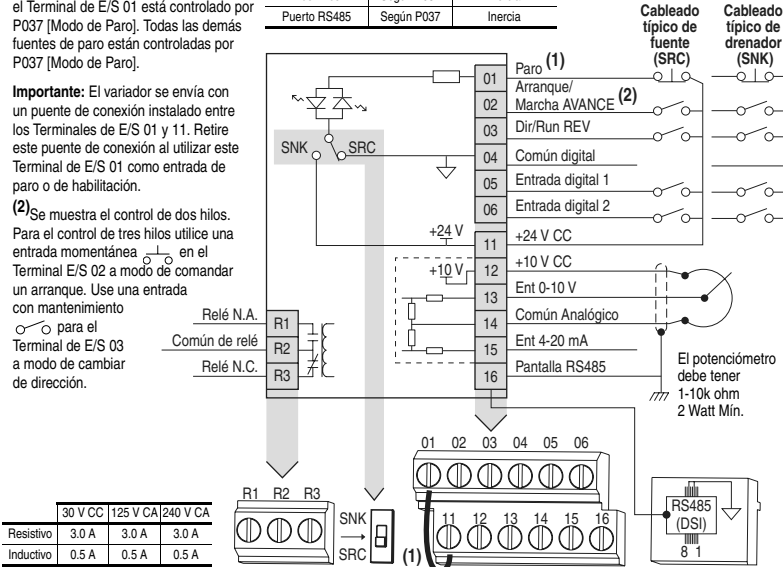 el Terminal de E/S 01 está controlado por
P037 [Modo de Paro]. Todas las demás
fuentes de paro están controladas por
P037 [Modo de Paro].
Importante: El variador se envía con
un puente de conexión instalado entre
los Terminales de E/S 01 y 11. Retire
este puente de conexión al utilizar este
Terminal de E/S 01 como entrada de
paro o de habilitación.
(2) Se muestra el control de dos hilos.
Para el control de tres hilos utilice una
entrada momentánea en el
Terminal E/S 02 a modo de comandar
un arranque. Use una entrada
con mantenimiento
para el
Terminal de E/S 03
a modo de cambiar
de dirección.
Puerto RS485 Según P037 Inercia
Cableado
típico de
fuente
(SRC)
Cableado
típico de
drenador
(SNK)
SNK SRC
+24 V
+10 V
01 Paro (1)
02 Arranque/
Marcha AVANCE (2)
03 Dir/Run REV
04 Común digital
05 Entrada digital 1
06 Entrada digital 2
11 +24 V CC
12 +10 V CC
13 Ent 0-10 V
14 Común Analógico
15 Ent 4-20 mA
16 Pantalla RS485
El potenciómetro
debe tener
1-10k ohm
2 Watt Mín.
Relé N.A. R1
Común de relé R2
Relé N.C. R3
30 V CC 125 V CA 240 V CA
Resistivo 3.0 A 3.0 A 3.0 A
Inductivo 0.5 A 0.5 A 0.5 A
R1 R2 R3
SNK
SRC
(1)
01 02 03 04 05 06
11 12 13 14 15 16
RS485
(DSI)
8 1